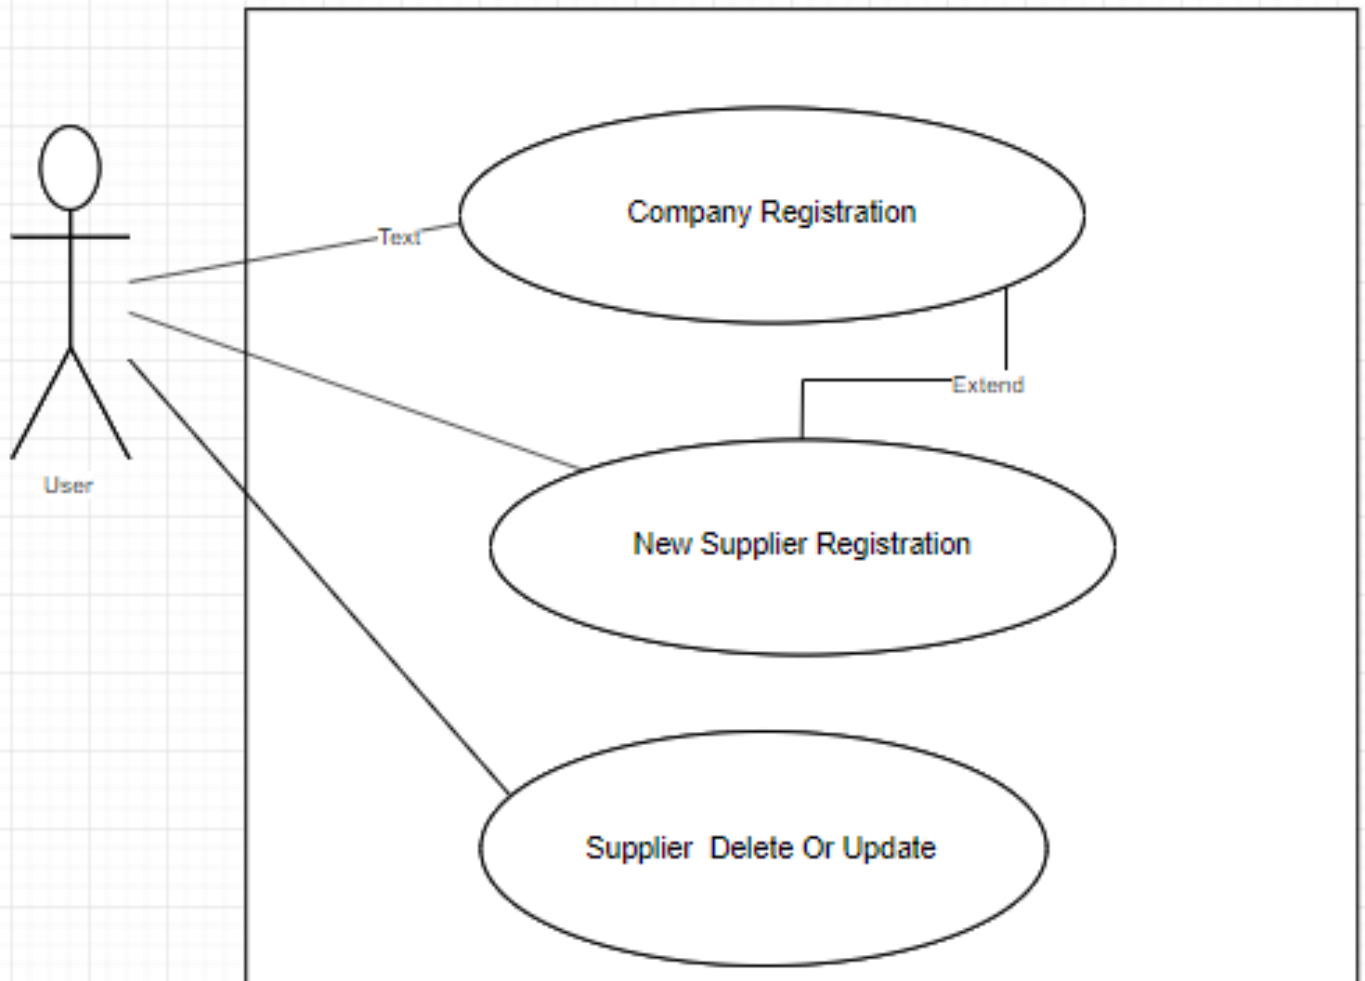 Company Registration
Text
Extend
User
New Supplier Registration
Supplier  Delete Or Update